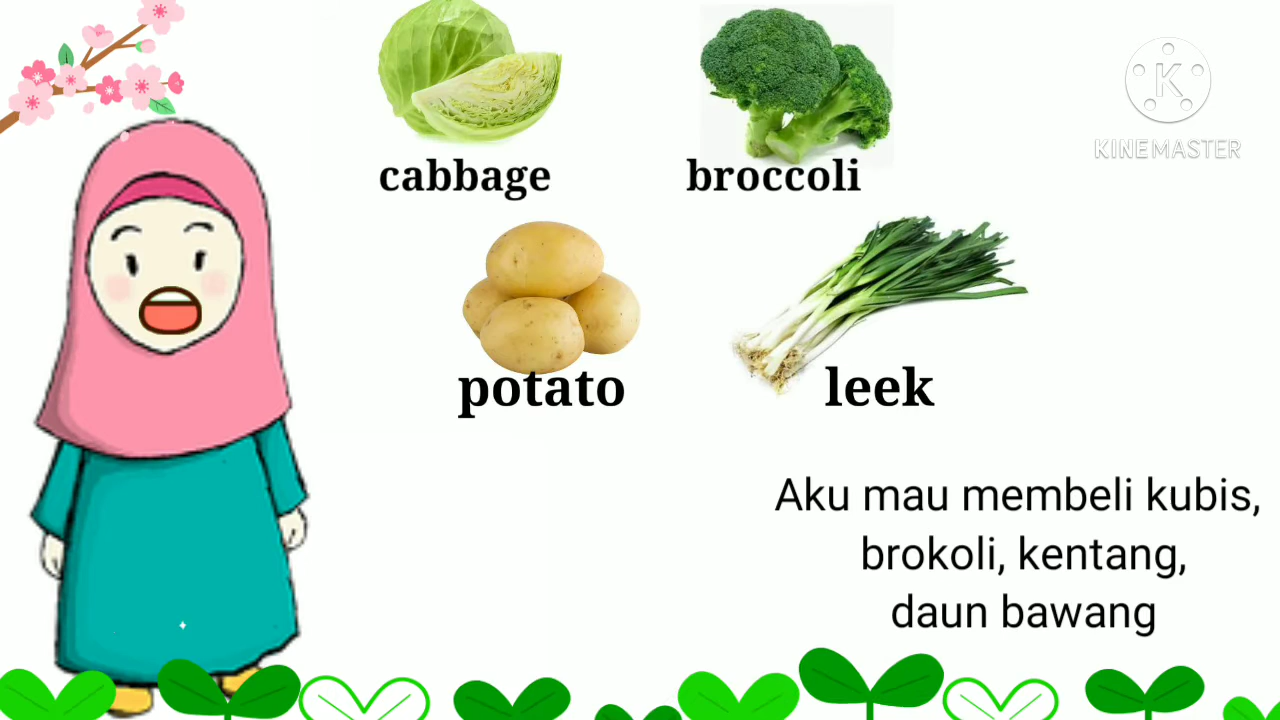 K
KINEMASTER
cabbage
broccoli
potato
leek
Aku mau membeli kubis,
brokoli, kentang,
daun bawang